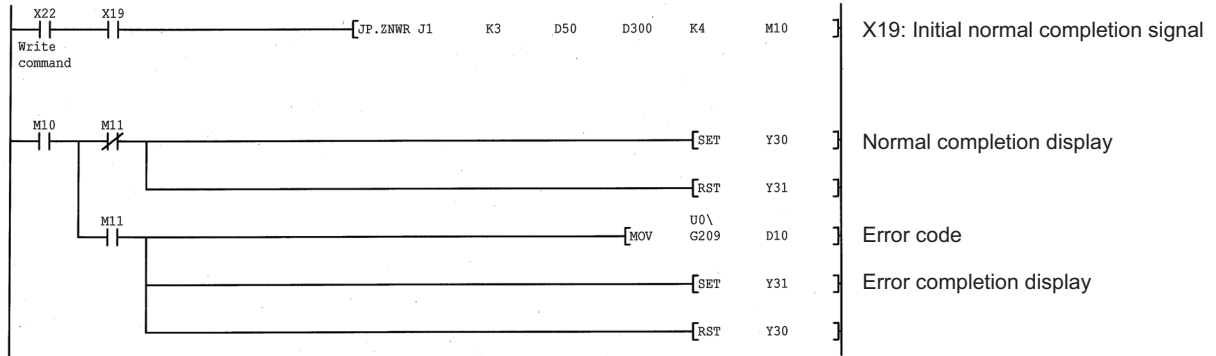 X22 X19
[JP.ZNWR J1 K3 D50 D300 K4 M10 ] X19: Initial normal completion signal
Write
command
M10 M11
[SET Y30 ] Normal completion display
[RST Y31 ]
M11 U0\
[MOV G209 D10 ] Error code
[SET Y31 ] Error completion display
[RST Y30 ]